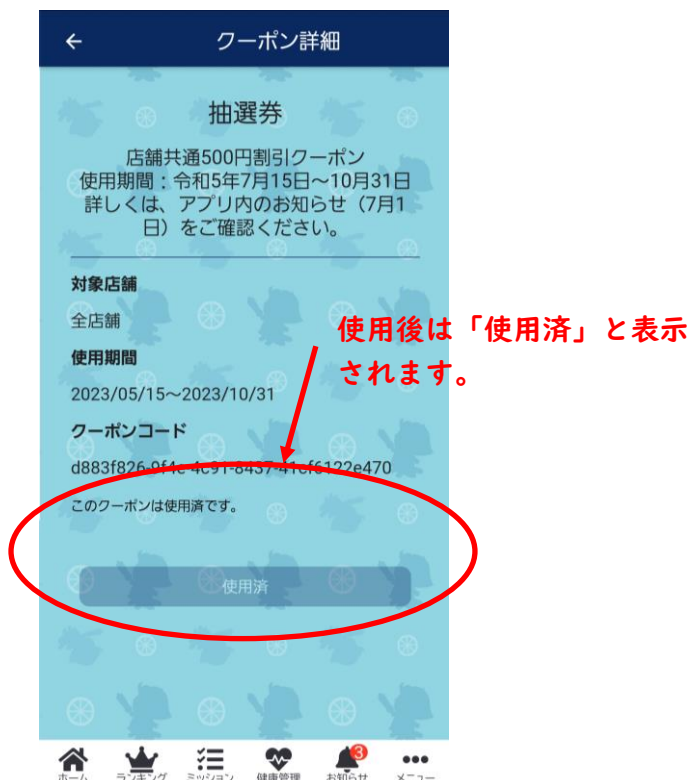 クーポン詳細
抽選券
店舗共通500円割引クーポン
使用期間：令和5年7月15日～10月31日
詳しくは、アプリ内のお知らせ（7月1
日）をご確認ください。
対象店舗
全店舗
使用後は「使用済」と表示
されます。
使用期間
2023/05/15～2023/10/31
クーポンコード
d883f826-9f4c-4c91-8437-41cf6122e470
このクーポンは使用済です。
使用済
3
ホーム ランキング ミッション 健康管理 お知らせ メニュー